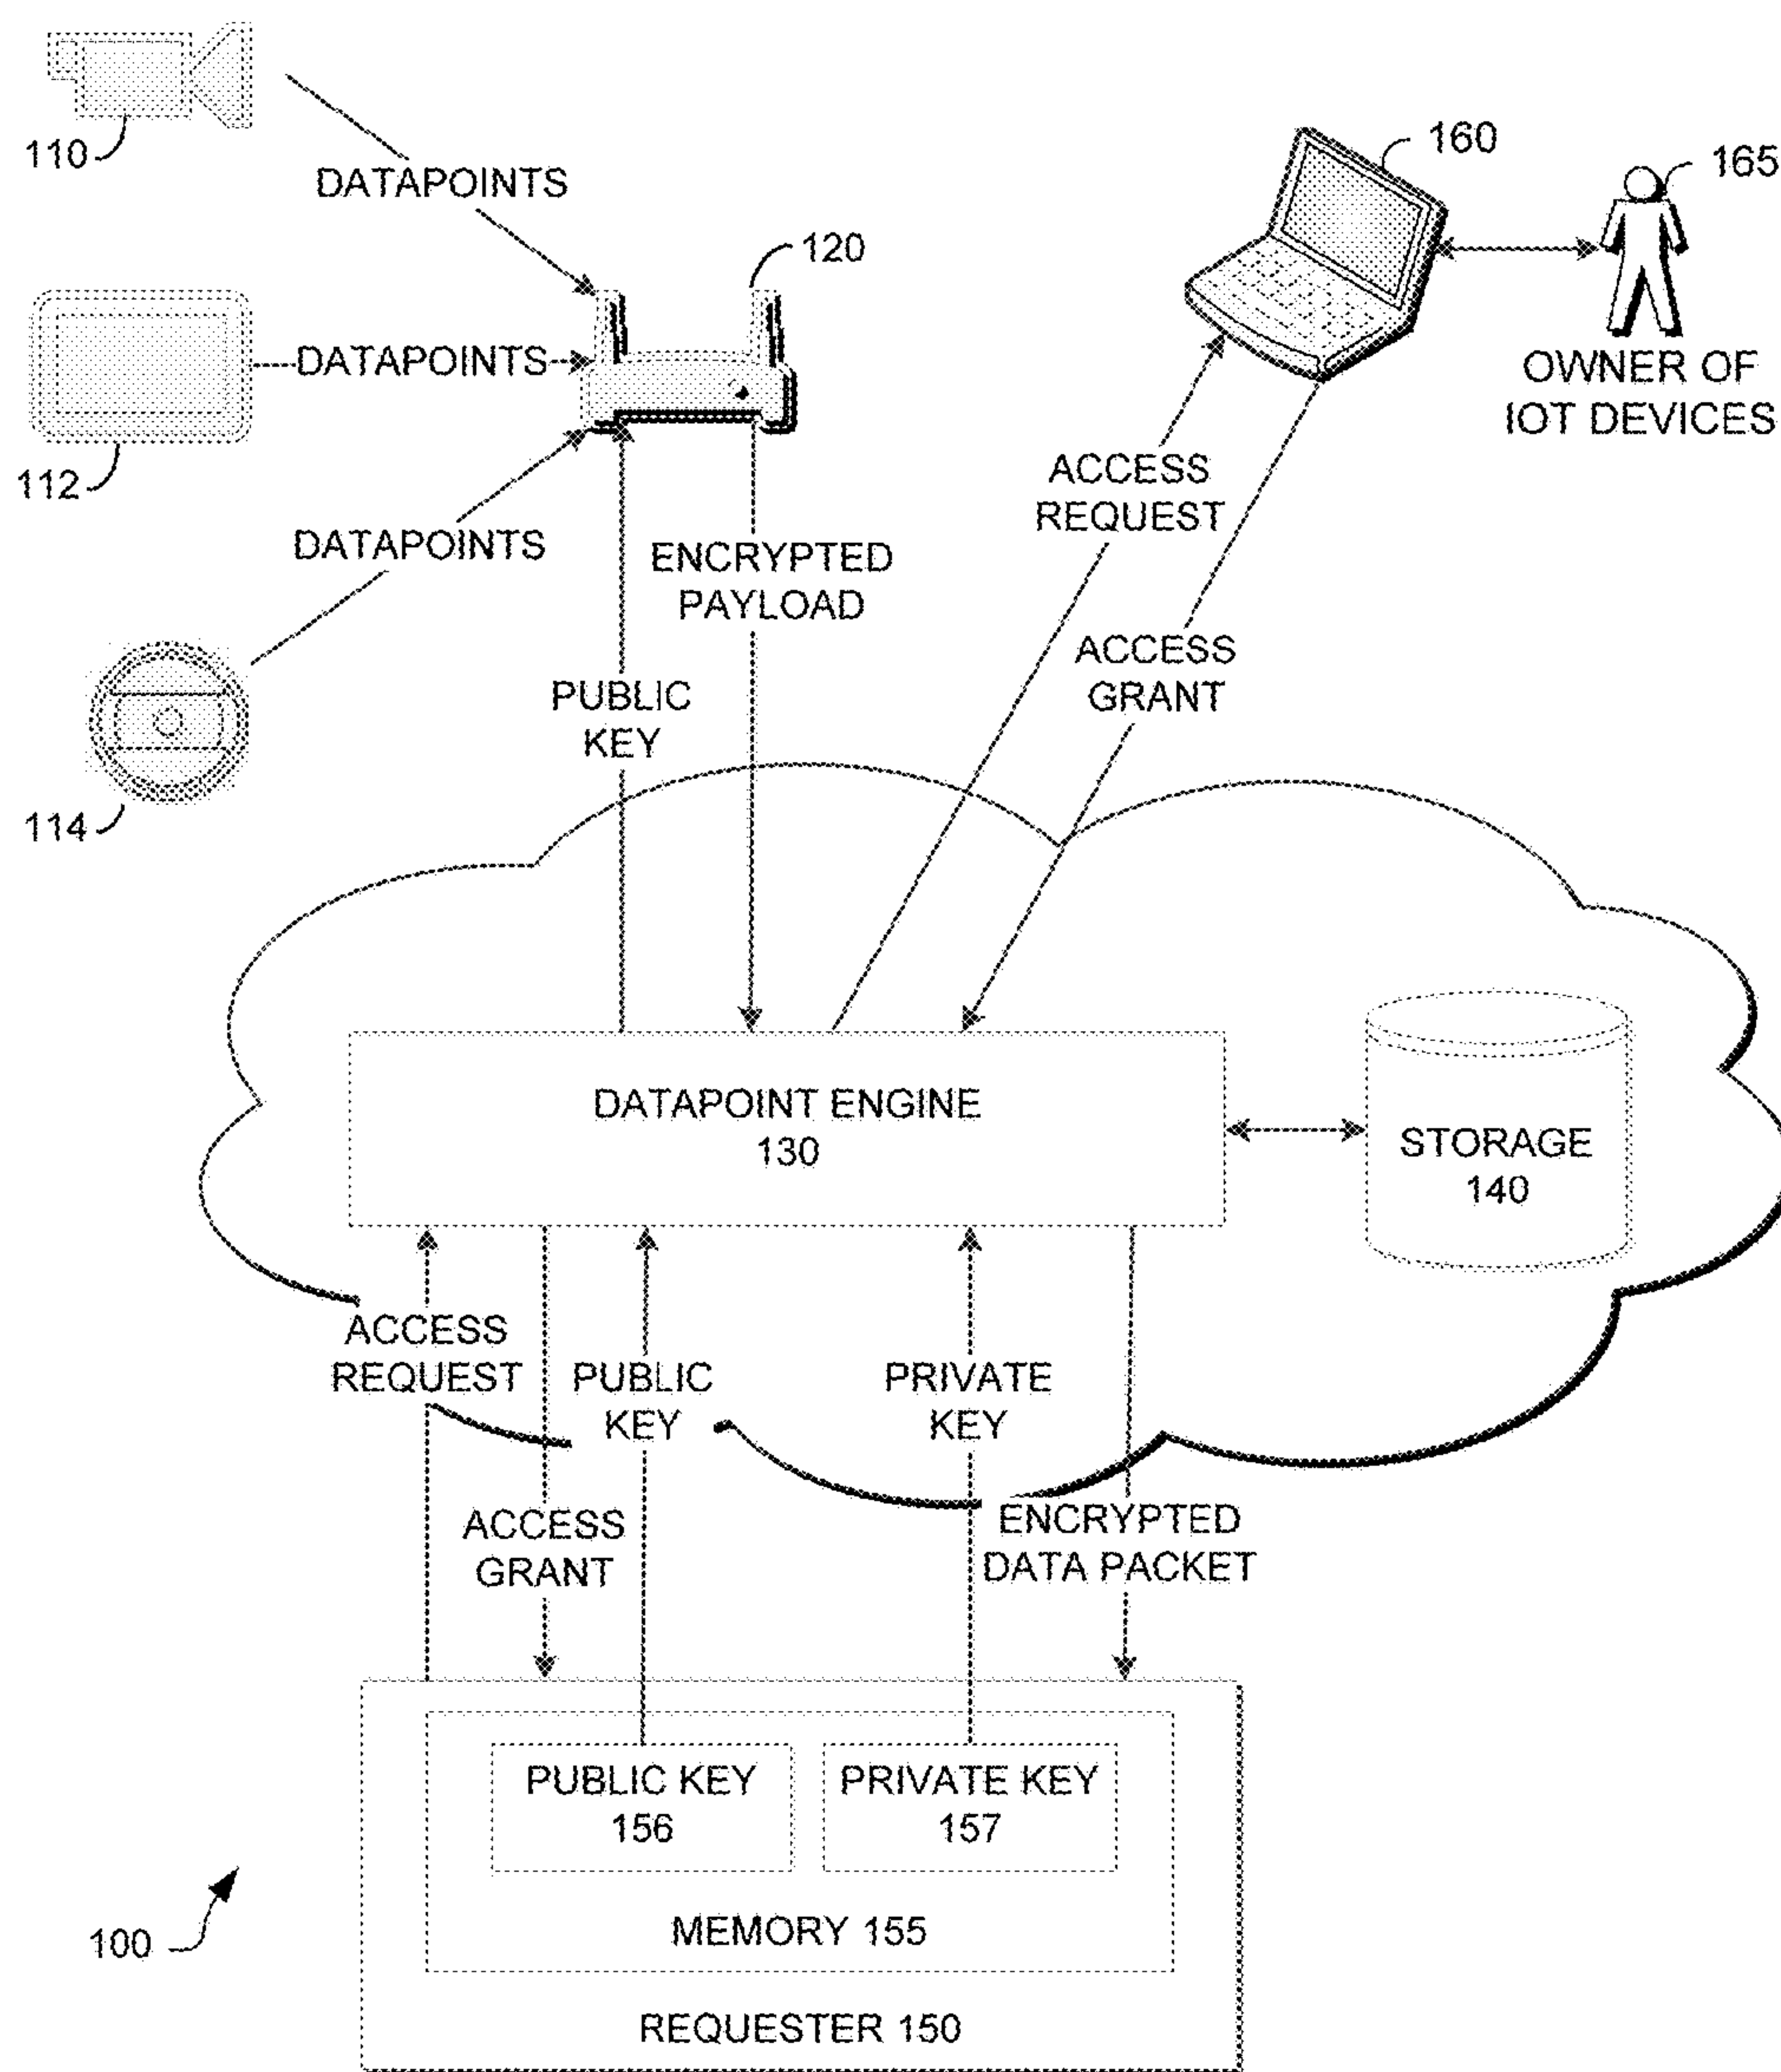 110
DATAPOINTS
120
160
165
DATAPOINTS
112
OWNER OF
IOT DEVICES
ACCESS
REQUEST
DATAPOINTS
ENCRYPTED
PAYLOAD
ACCESS
GRANT
PUBLIC
KEY
114
DATAPOINT ENGINE
130
STORAGE
140
ACCESS
REQUEST
PUBLIC
KEY
PRIVATE
KEY
ACCESS
GRANT
ENCRYPTED
DATA PACKET
PUBLIC KEY
156
PRIVATE KEY
157
MEMORY 155
100
REQUESTER 150